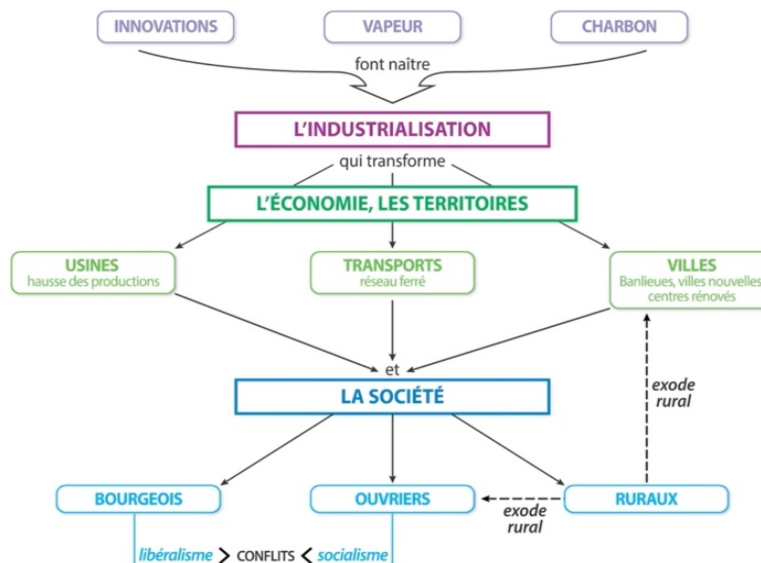 INNOVATIONS
VAPEUR
CHARBON
font naître
L'INDUSTRIALISATION
qui transforme
L'ÉCONOMIE, LES TERRITOIRES
USINES
hausse des productions
TRANSPORTS
réseau ferré
VILLES
Banlieues, villes nouvelles
centres rénovés
et
LA SOCIÉTÉ
exode
rural
BOURGEOIS
OUVRIERS
RURAUX
exode
rural
libéralisme > CONFLITS < socialisme